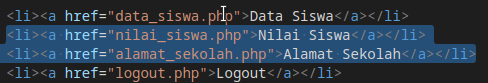 <li><a href="data_siswa.php">Data Siswa</a></li>
<li><a href="nilai_siswa.php">Nilai Siswa</a></li>
<li><a href="alamat_sekolah.php">Alamat Sekolah</a></li>
<li><a href="logout.php">Logout</a></li>